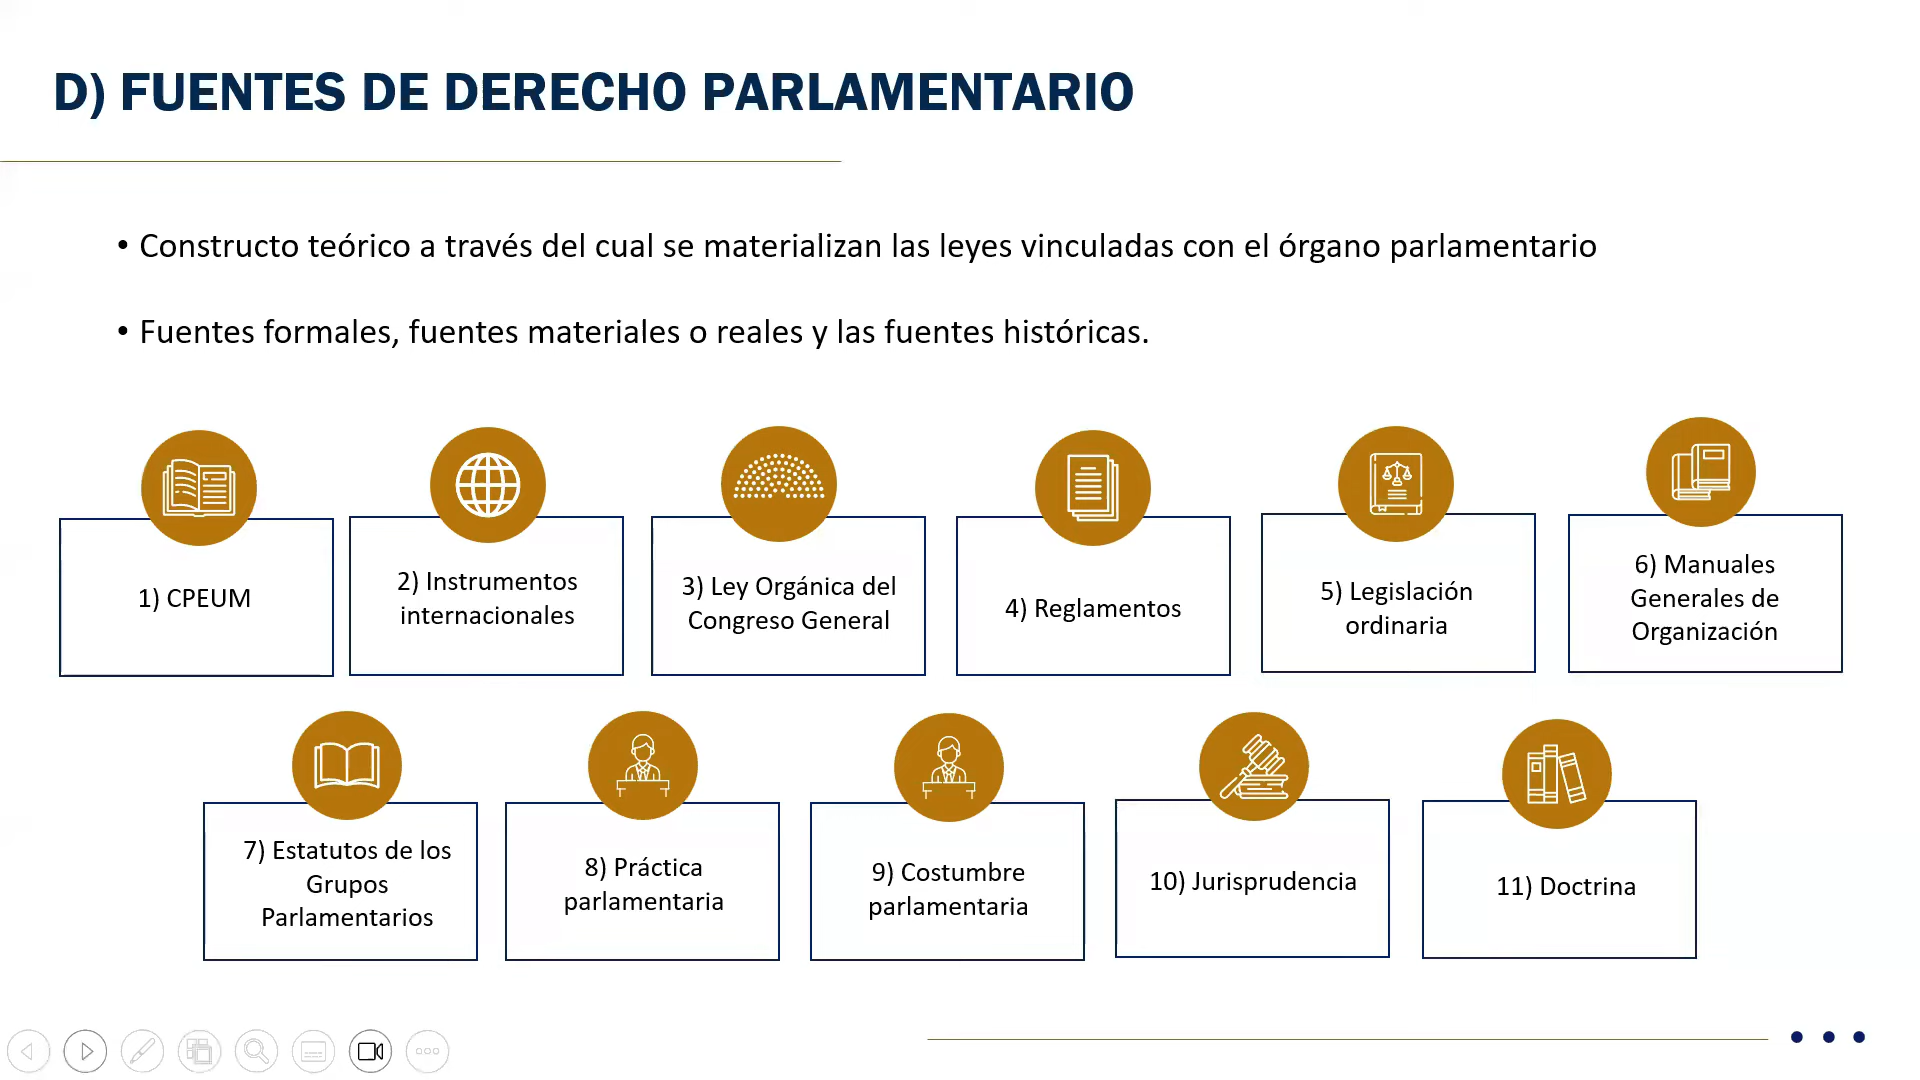 D) FUENTES DE DERECHO PARLAMENTARIO
• Constructo teórico a través del cual se materializan las leyes vinculadas con el órgano parlamentario
• Fuentes formales, fuentes materiales o reales y las fuentes históricas.
1) CPEUM
2) Instrumentos
internacionales
3) Ley Orgánica del
Congreso General
4) Reglamentos
5) Legislación
ordinaria
6) Manuales
Generales de
Organización
7) Estatutos de los
Grupos
Parlamentarios
8) Práctica
parlamentaria
9) Costumbre
parlamentaria
10) Jurisprudencia
11) Doctrina